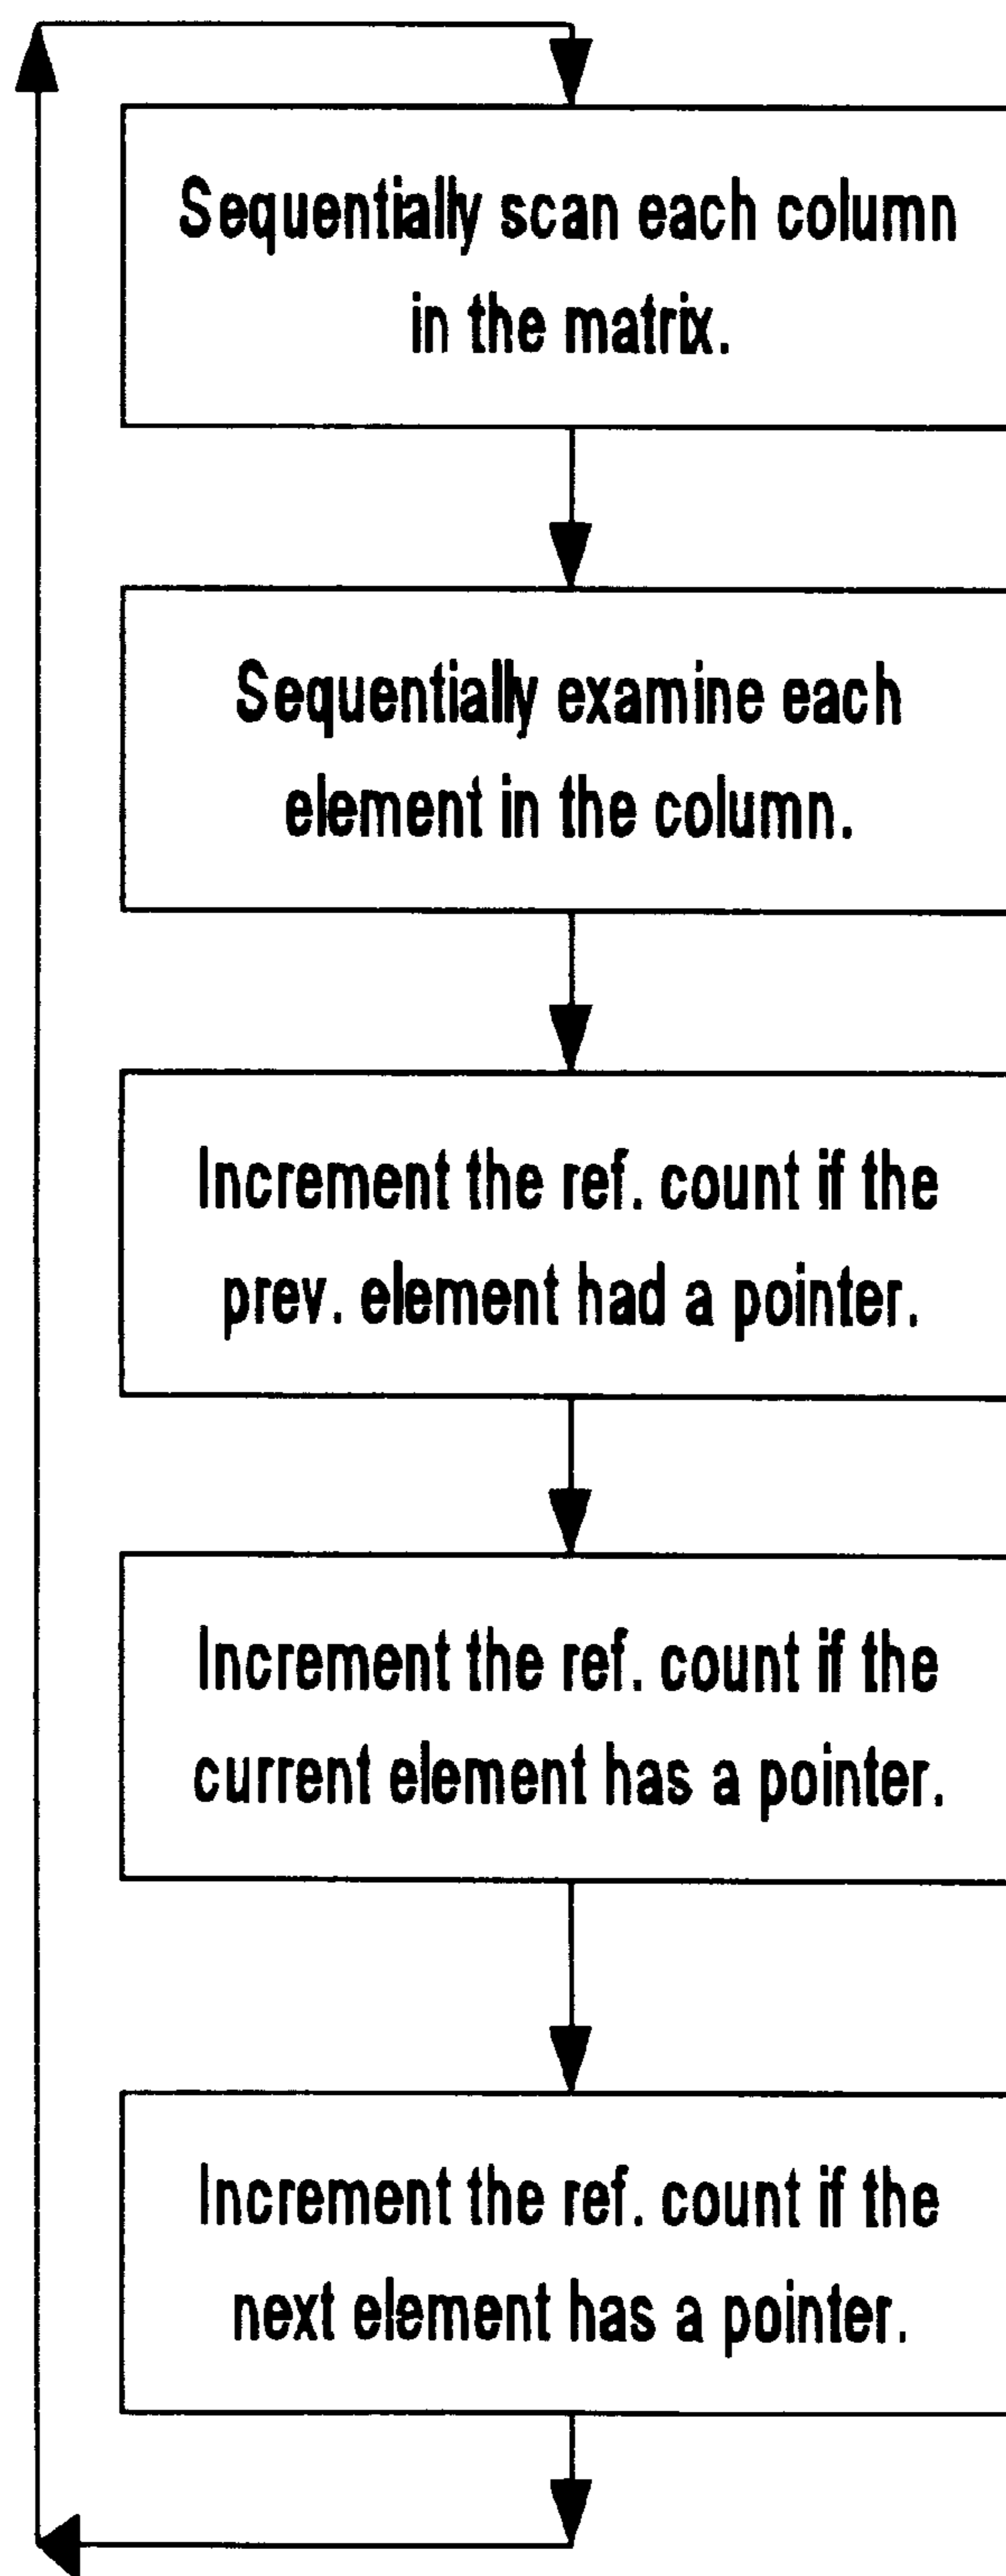 Sequentially scan each column
in the matrix.
Sequentially examine each
element in the column.
Increment the ref. count if the
prev. element had a pointer.
Increment the ref. count if the
current element has a pointer.
Increment the ref. count if the
next element has a pointer.